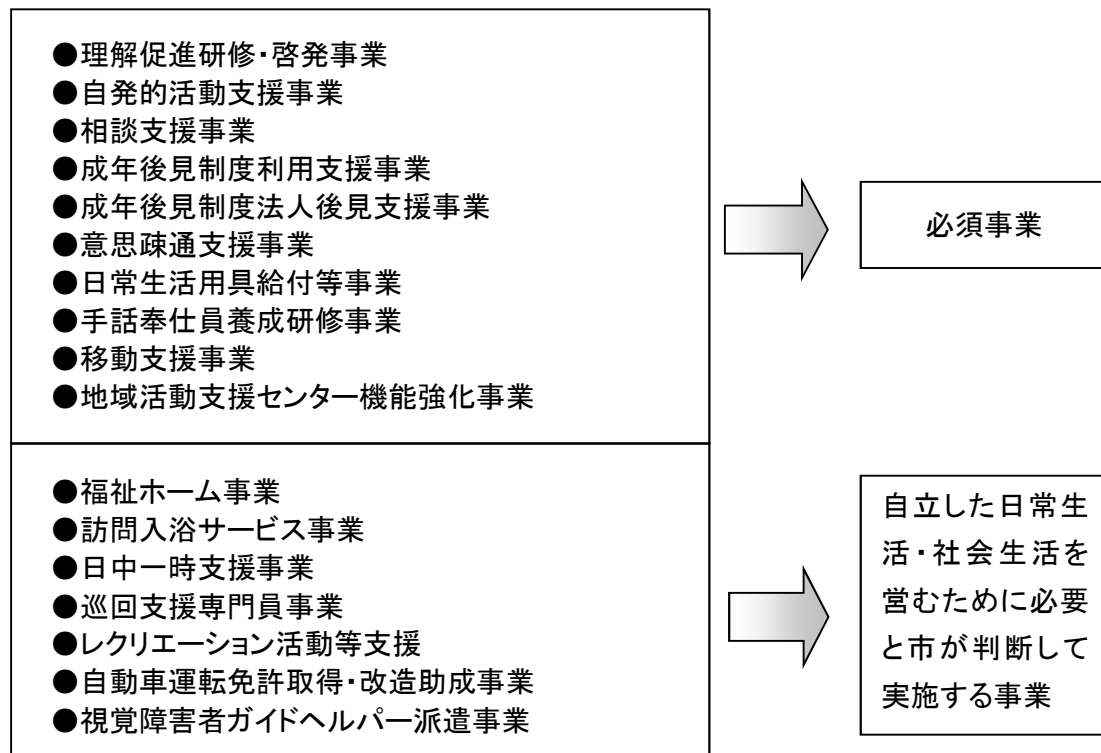 ●理解促進研修・啓発事業
●自発的活動支援事業
●相談支援事業
●成年後見制度利用支援事業
●成年後見制度法人後見支援事業
●意思疎通支援事業
●日常生活用具給付等事業
●手話奉仕員養成研修事業
●移動支援事業
●地域活動支援センター機能強化事業
必須事業
●福祉ホーム事業
●訪問入浴サービス事業
●日中一時支援事業
●巡回支援専門員事業
●レクリエーション活動等支援
●自動車運転免許取得・改造助成事業
●視覚障害者ガイドヘルパー派遣事業
自立した日常生
活・社会生活を
営むために必要
と市が判断して
実施する事業